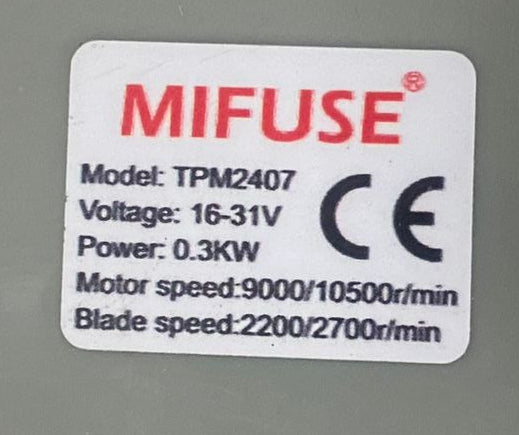 MIFUSE®
Model: TPM2407
Voltage: 16-31V
Power: 0.3KW
CE
Motor speed:9000/10500r/min
Blade speed:2200/2700r/min